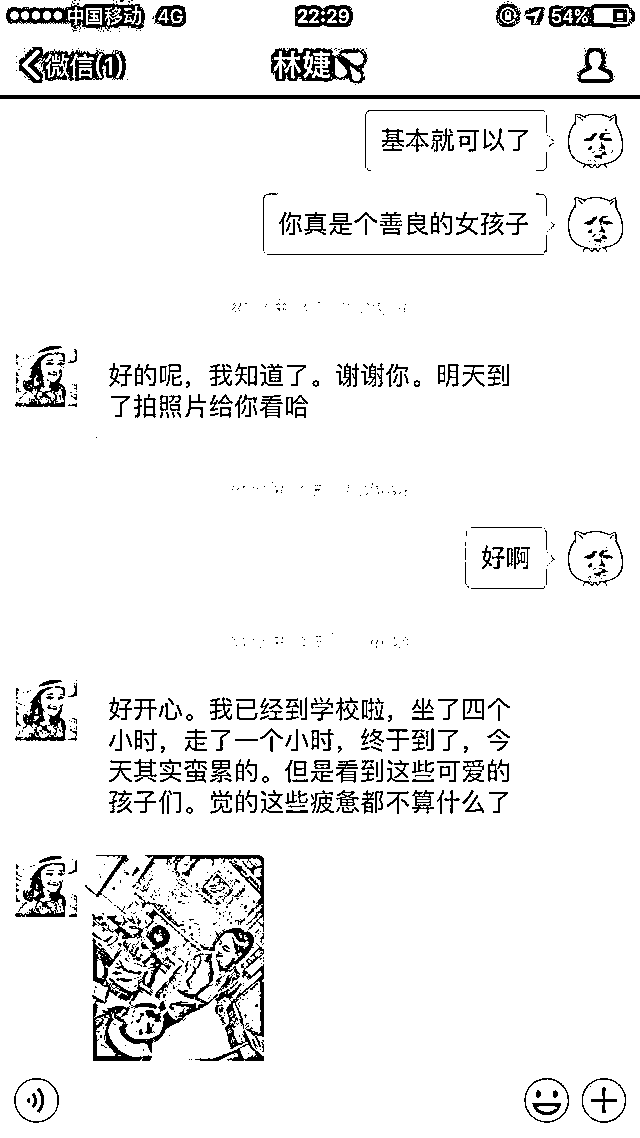 中国移动 4G 22:29 54%
微信(1) 林婕
基本就可以了
你真是个善良的女孩子
好的呢，我知道了。谢谢你。明天到
了拍照片给你看哈
好啊
好开心。我已经到学校啦，坐了四个
小时，走了一个小时，终于到了，今
天其实蛮累的。但是看到这些可爱的
孩子们。觉的这些疲惫都不算什么了